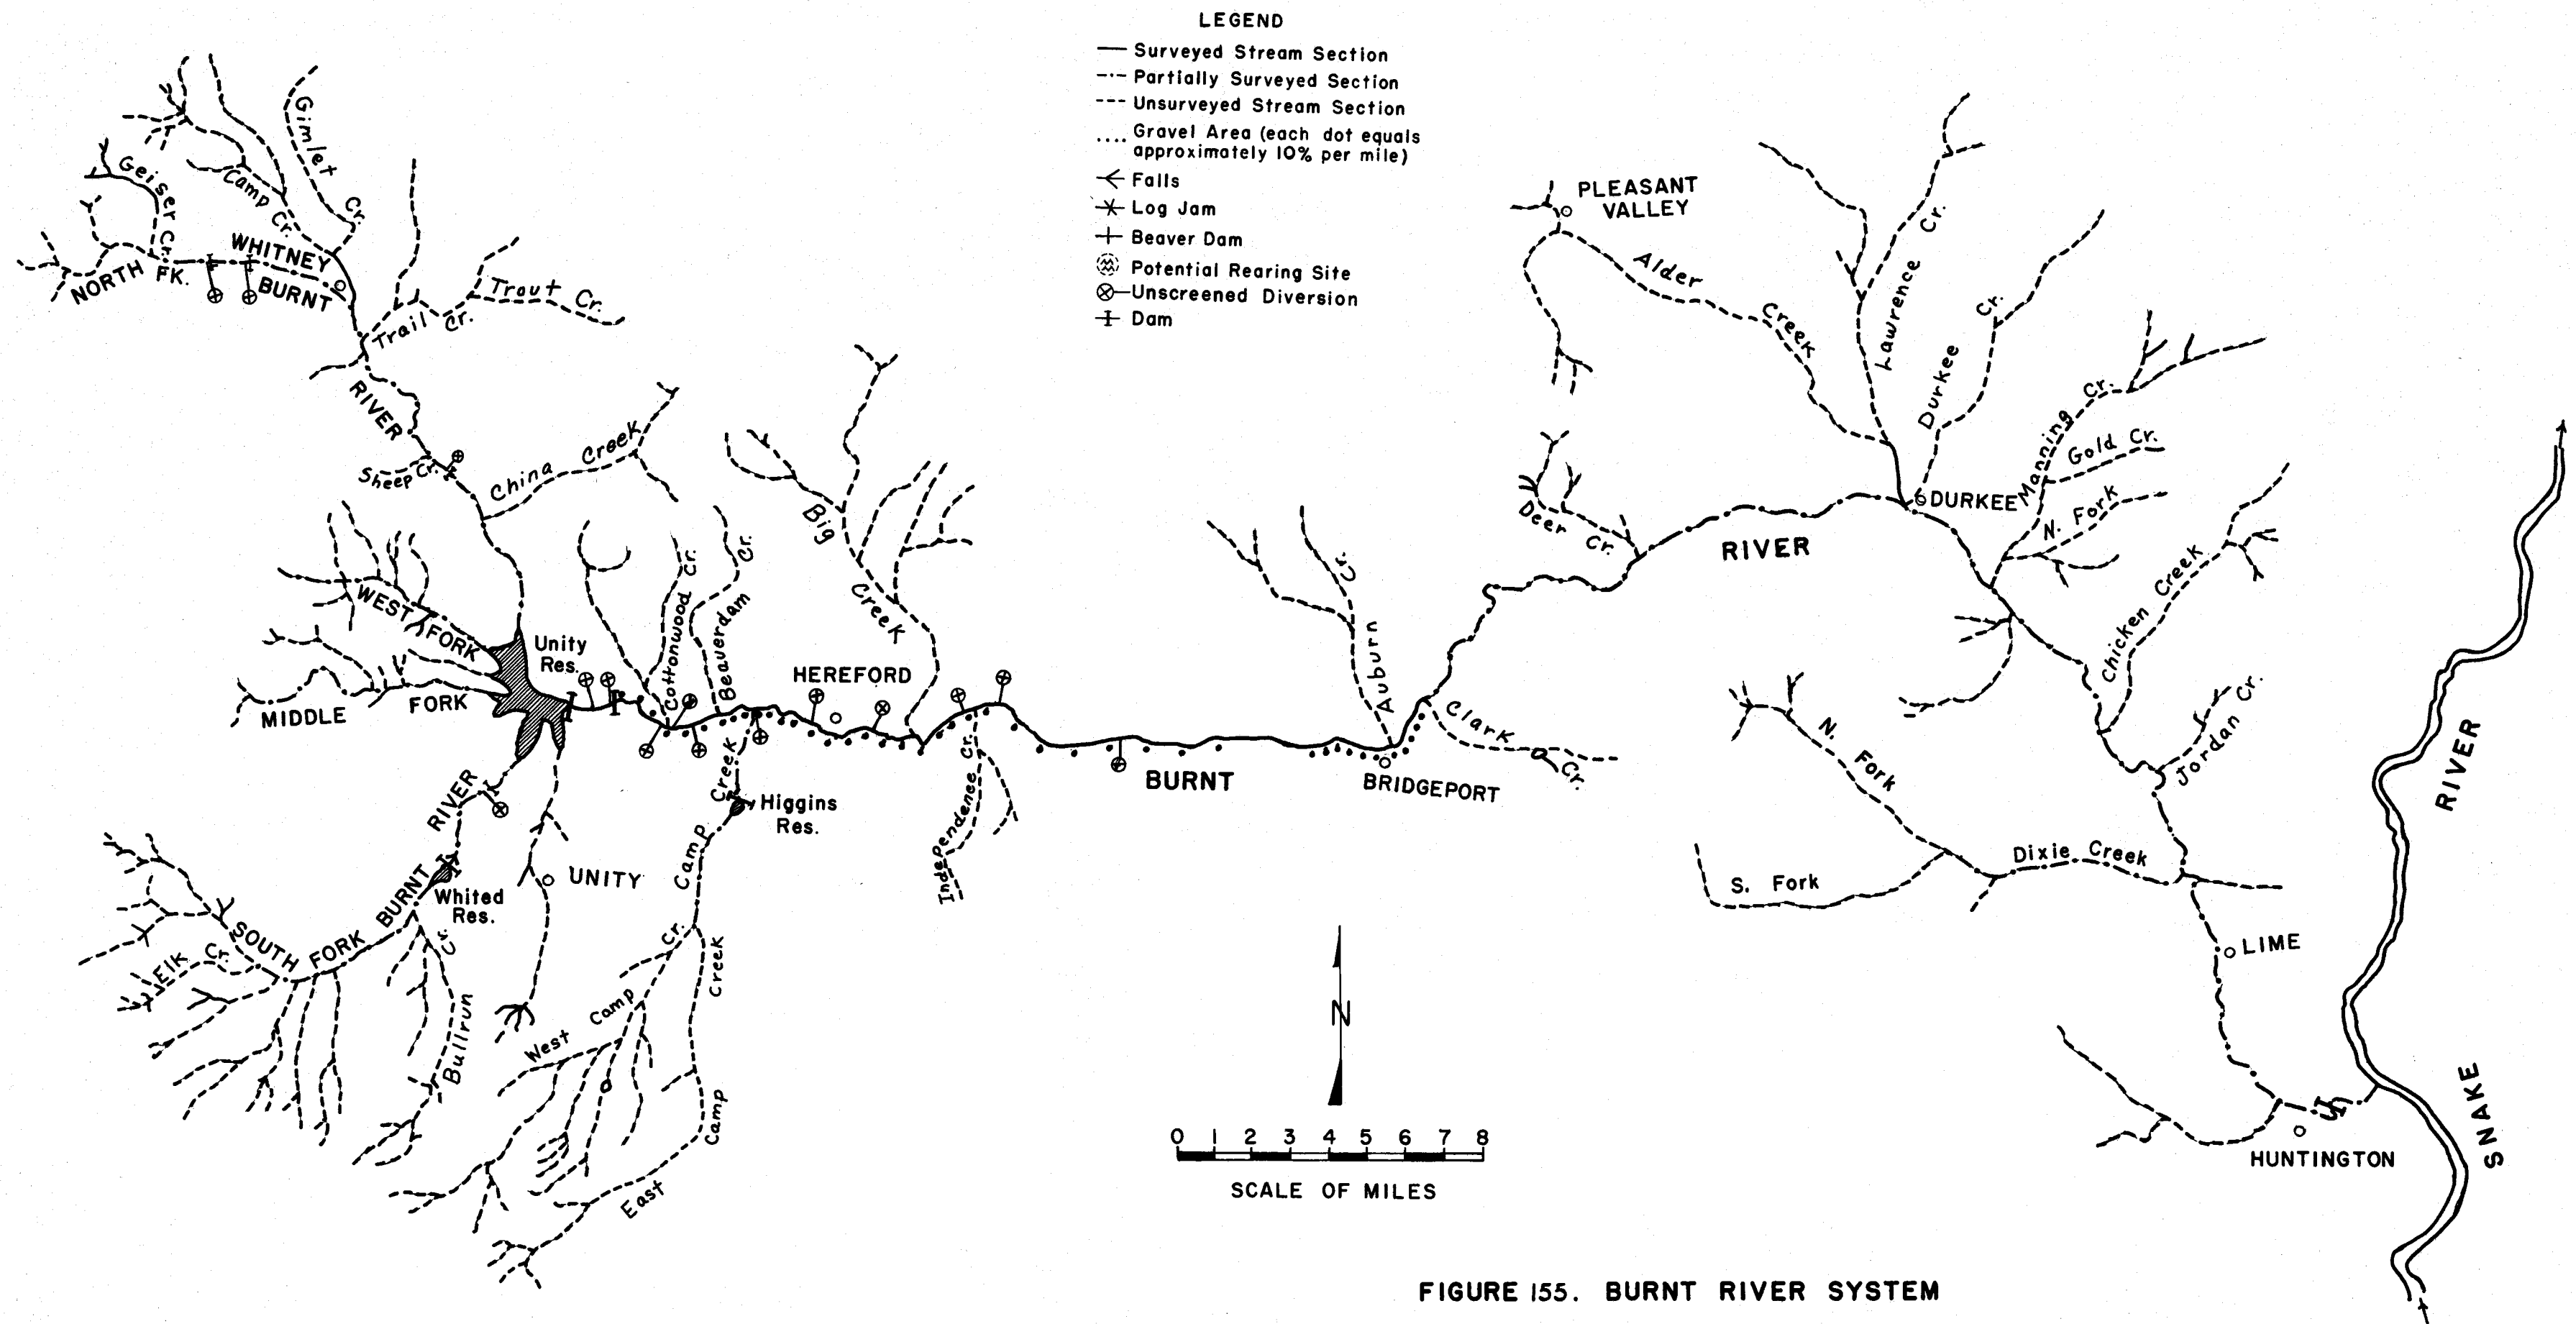 LEGEND
Surveyed Stream Section
Partially Surveyed Section
Unsurveyed Stream Section
Gravel Area (each dot equals
approximately 10% per mile)
Falls
Log Jam
Beaver Dam
Potential Rearing Site
Unscreened Diversion
Dam
Gimlet Cr.
Geiser Cr.
Camp Cr.
WHITNEY
NORTH FK. BURNT RIVER
Trout Cr.
Trail Cr.
Sheep Cr.
China Creek
WEST FORK
MIDDLE FORK
Unity
Res.
Cottonwood Cr.
Beaverdam Cr.
Big Creek
HEREFORD
PLEASANT
VALLEY
Alder Creek
Lawrence Cr.
Durkee Cr.
Manning Cr.
Gold Cr.
N. Fork
DURKEE
Deer Cr.
RIVER
Chicken Creek
Auburn Cr.
Clark Cr.
BURNT
BRIDGEPORT
Independence Cr.
Jordan Cr.
RIVER
Camp Creek
Higgins
Res.
SOUTH FORK BURNT RIVER
Whited
Res.
UNITY
Elk Cr.
Bullrun Cr.
West Camp Cr.
East Camp Creek
N. Fork
S. Fork
Dixie Creek
LIME
N
0 1 2 3 4 5 6 7 8
SCALE OF MILES
HUNTINGTON
SNAKE
FIGURE 155. BURNT RIVER SYSTEM